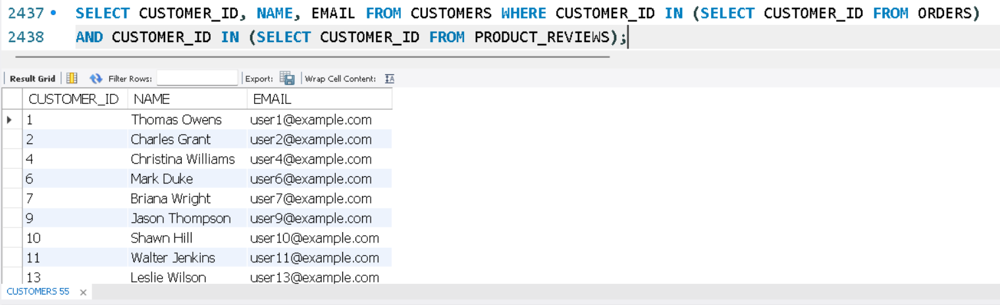 2437 SELECT CUSTOMER_ID, NAME, EMAIL FROM CUSTOMERS WHERE CUSTOMER_ID IN (SELECT CUSTOMER_ID FROM ORDERS)
2438 AND CUSTOMER_ID IN (SELECT CUSTOMER_ID FROM PRODUCT_REVIEWS);
Result Grid Filter Rows: Export: Wrap Cell Content: IA
CUSTOMER_ID NAME EMAIL
1 Thomas Owens user1@example.com
2 Charles Grant user2@example.com
4 Christina Williams user4@example.com
6 Mark Duke user6@example.com
7 Briana Wright user7@example.com
9 Jason Thompson user9@example.com
10 Shawn Hill user10@example.com
11 Walter Jenkins user11@example.com
13 Leslie Wilson user13@example.com
CUSTOMERS 55